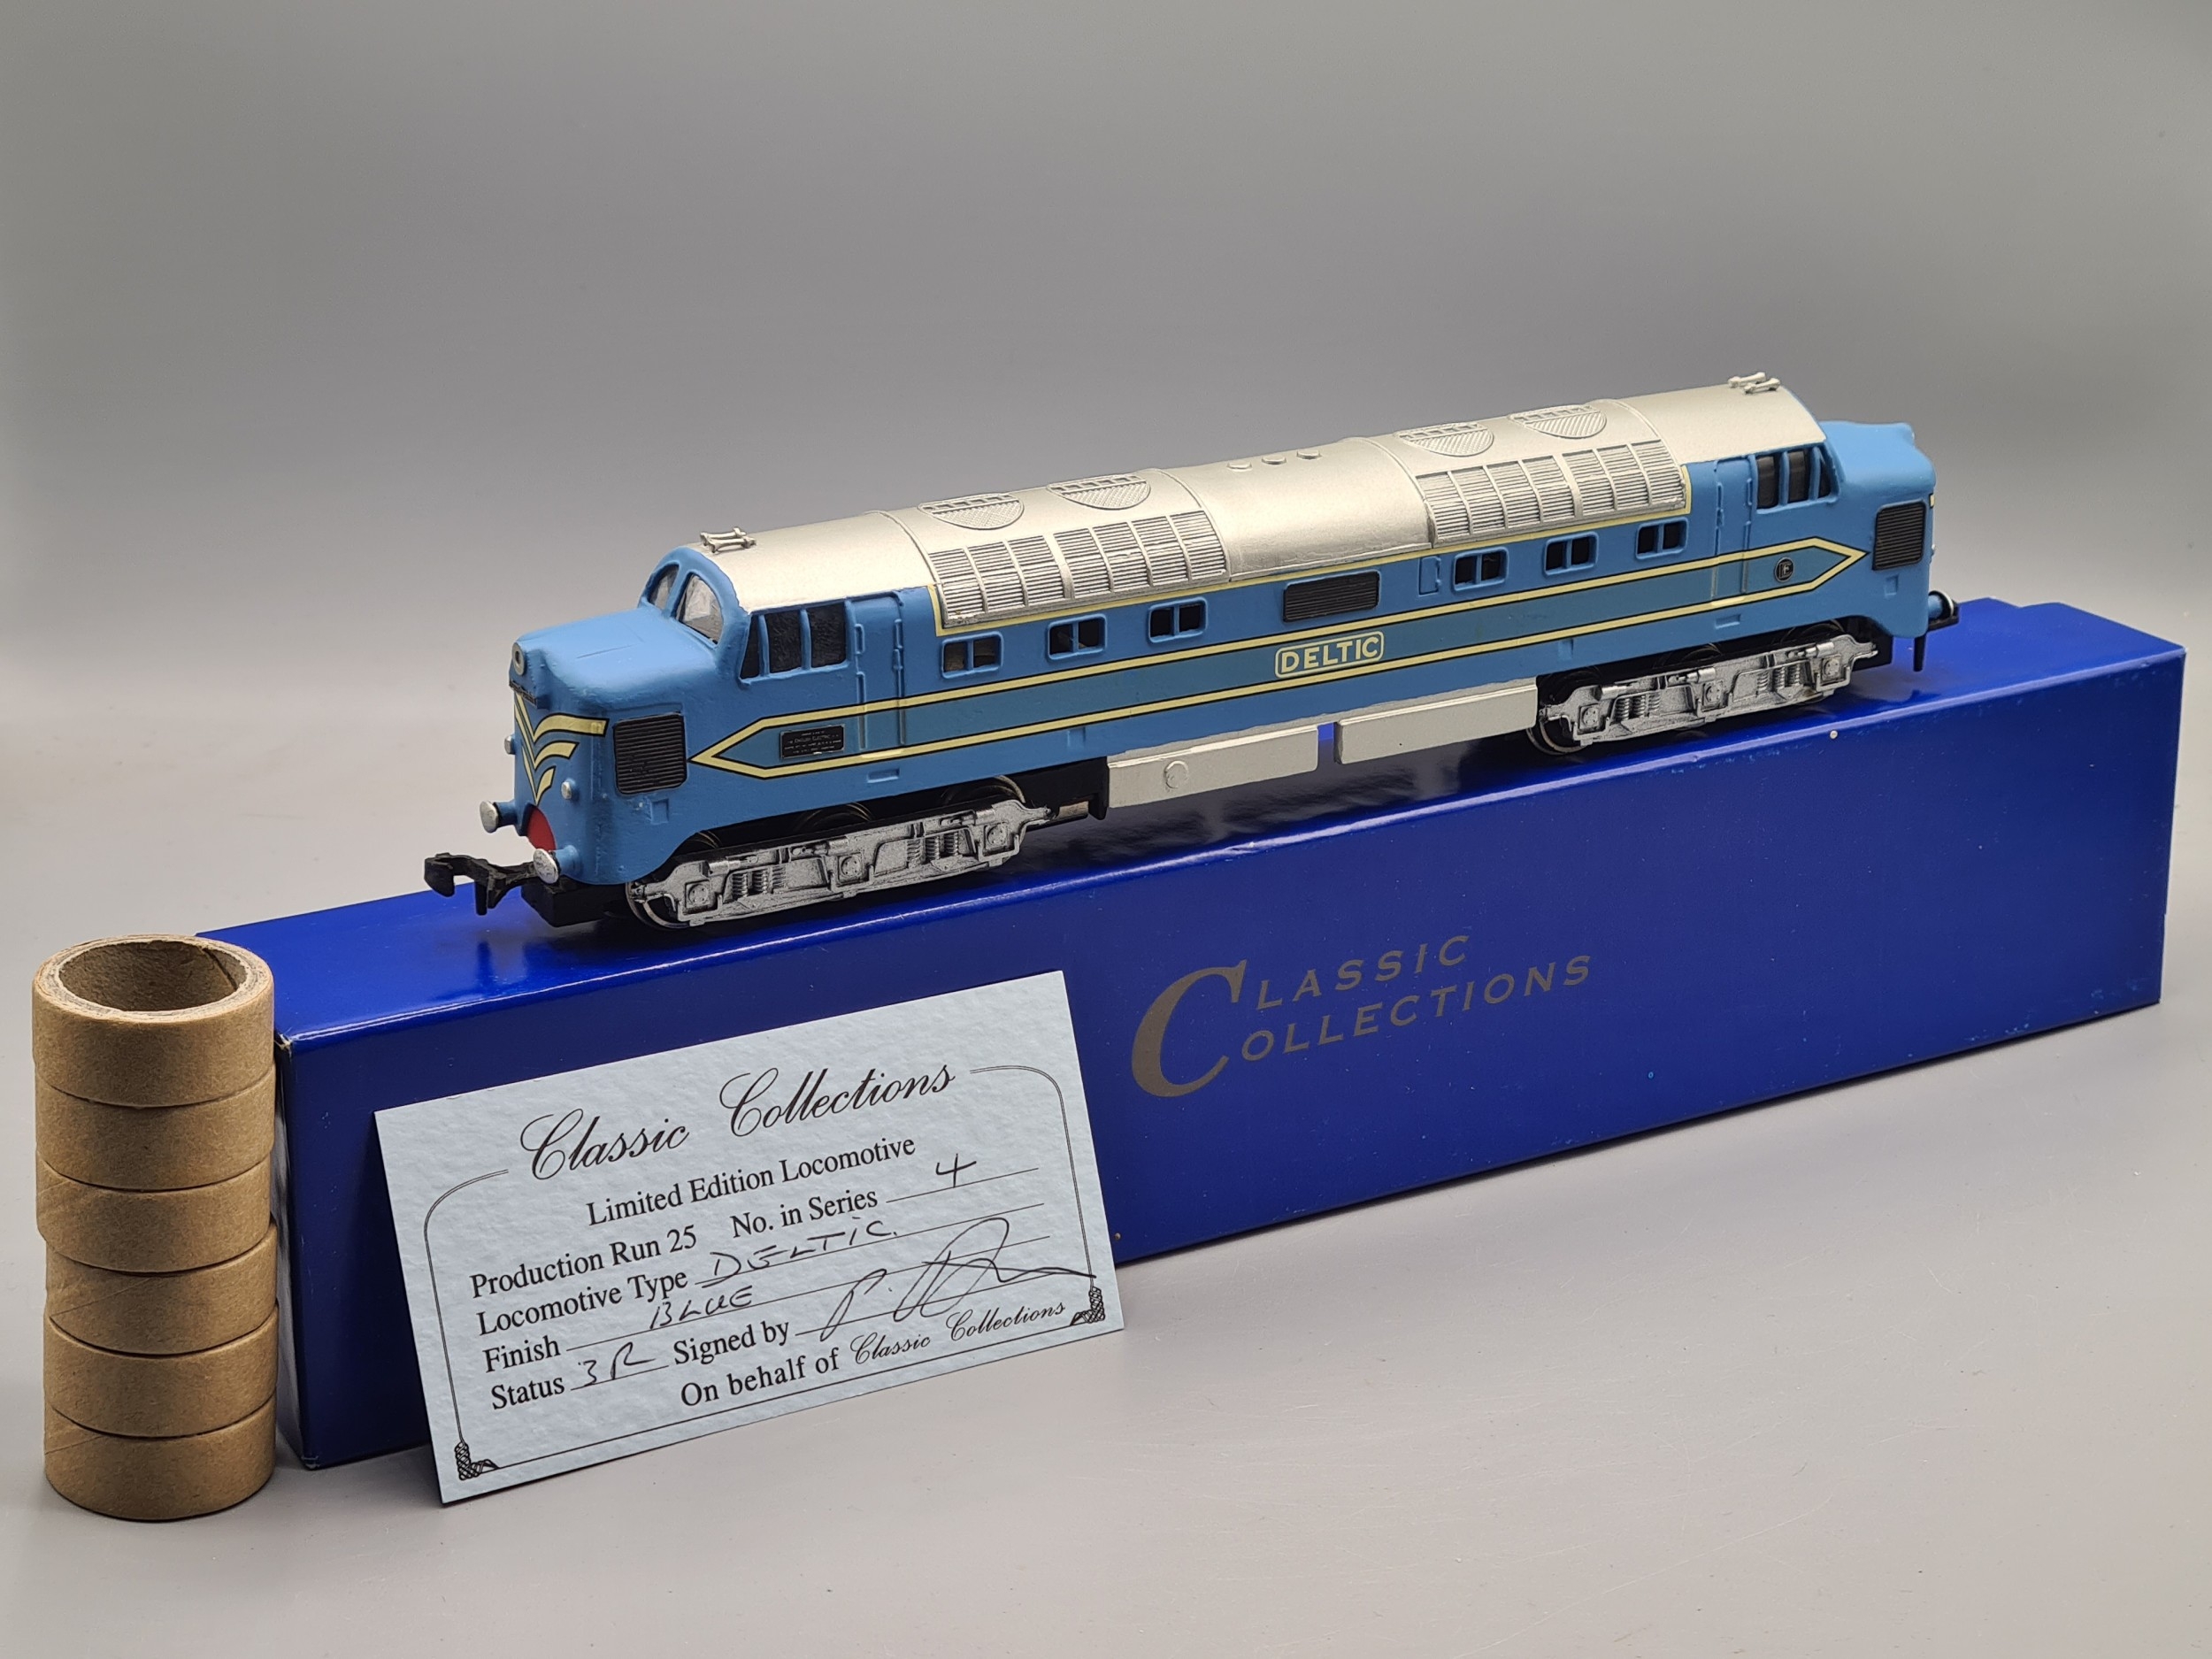 DELTIC
CLASSIC
COLLECTIONS
Classic Collections
Limited Edition Locomotive
Production Run 25 No. in Series 4
Locomotive Type DELTIC
Finish BLUE
Status 3R Signed by
On behalf of Classic Collections